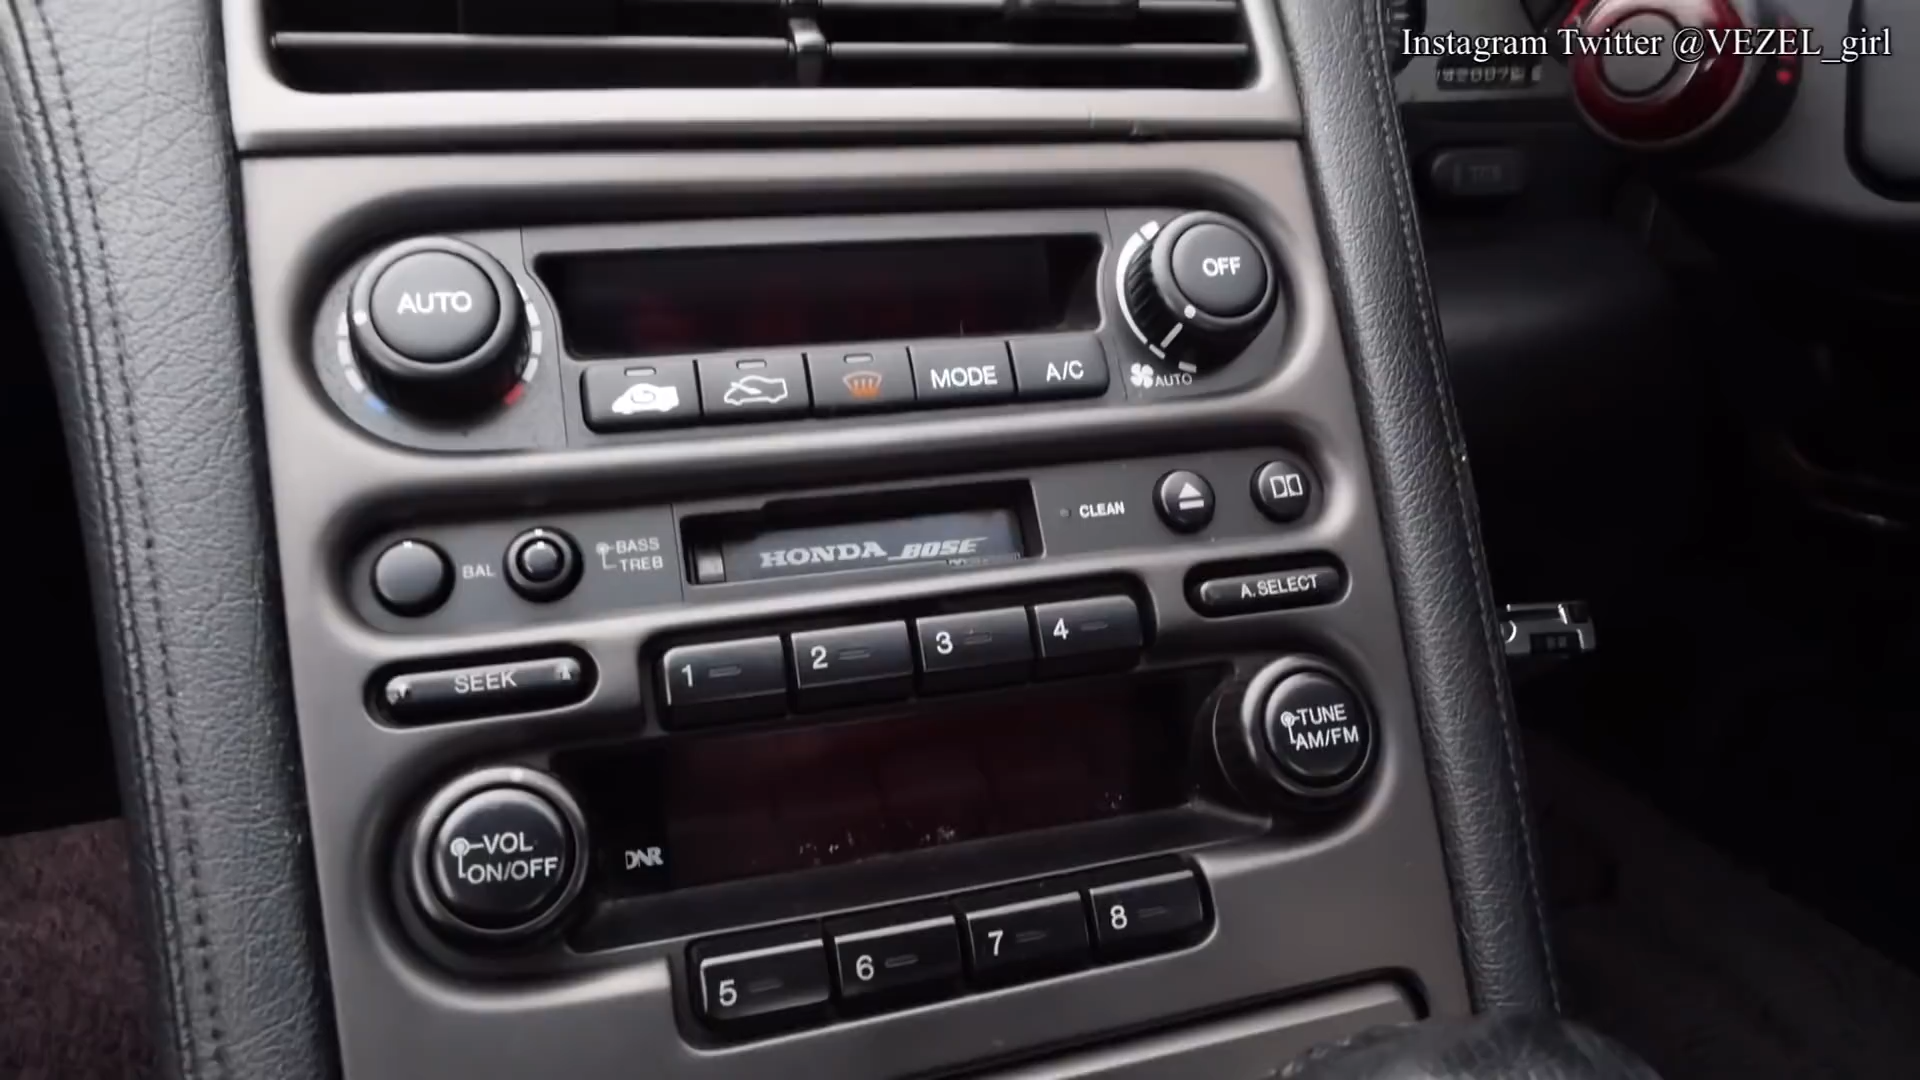 Instagram Twitter @VEZEL_girl
AUTO
OFF
MODE
A/C
AUTO
CLEAN
BAL
BASS
TREB
HONDA BOSE
A. SELECT
SEEK
1
2
3
4
TUNE
AM/FM
VOL
ON/OFF
DNR
5
6
7
8